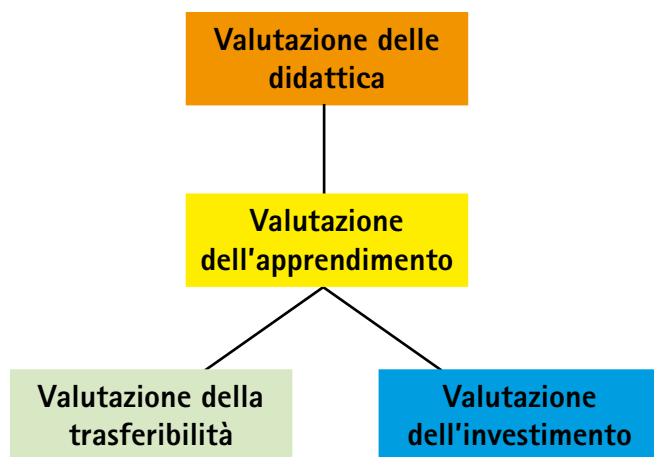 Valutazione delle
didattica
Valutazione
dell'apprendimento
Valutazione della
trasferibilità
Valutazione
dell'investimento